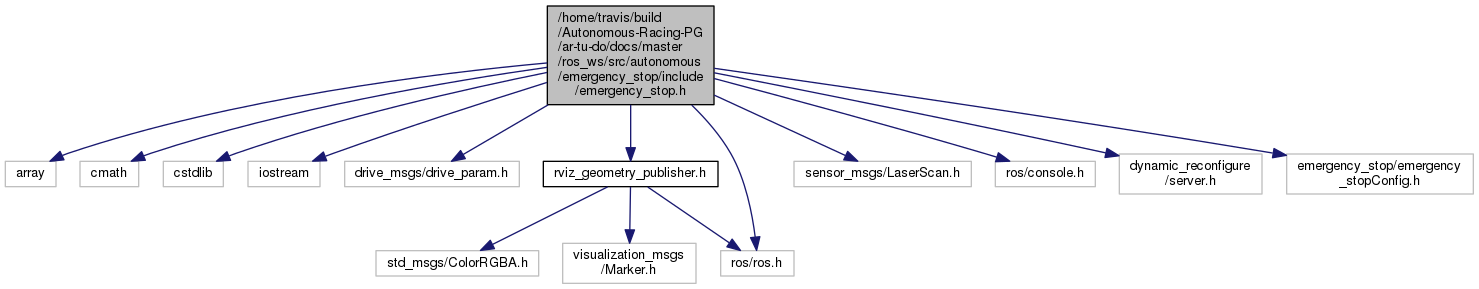 /home/travis/build
/Autonomous-Racing-PG
/ar-tu-do/docs/master
/ros_ws/src/autonomous
/emergency_stop/include
/emergency_stop.h
array
cmath
cstdlib
iostream
drive_msgs/drive_param.h
rviz_geometry_publisher.h
sensor_msgs/LaserScan.h
ros/console.h
dynamic_reconfigure
/server.h
emergency_stop/emergency
_stopConfig.h
std_msgs/ColorRGBA.h
visualization_msgs
/Marker.h
ros/ros.h